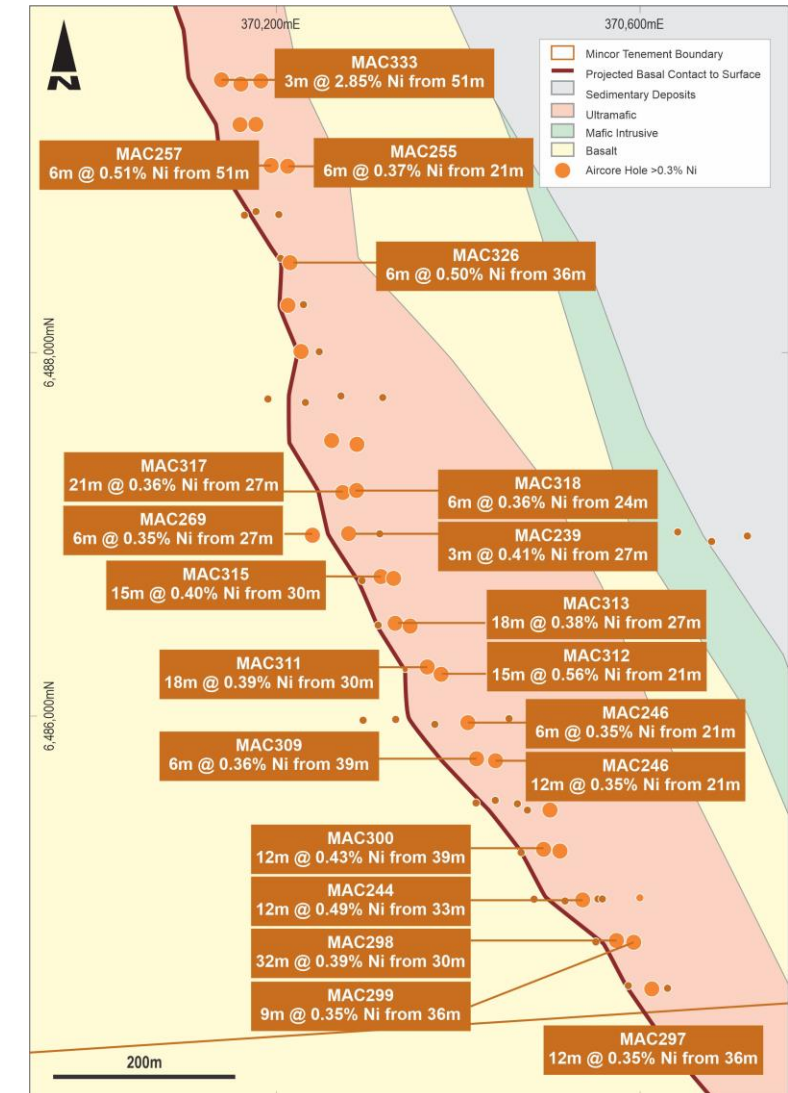 370,200mE
370,600mE
N
Mincor Tenement Boundary
Projected Basal Contact to Surface
Sedimentary Deposits
Ultramafic
Mafic Intrusive
Basalt
Aircore Hole >0.3% Ni
MAC333
3m @ 2.85% Ni from 51m
MAC257
6m @ 0.51% Ni from 51m
MAC255
6m @ 0.37% Ni from 21m
MAC326
6m @ 0.50% Ni from 36m
6,488,000mN
MAC317
21m @ 0.36% Ni from 27m
MAC318
6m @ 0.36% Ni from 24m
MAC269
6m @ 0.35% Ni from 27m
MAC239
3m @ 0.41% Ni from 27m
MAC315
15m @ 0.40% Ni from 30m
MAC313
18m @ 0.38% Ni from 27m
MAC311
18m @ 0.39% Ni from 30m
MAC312
15m @ 0.56% Ni from 21m
6,486,000mN
MAC246
6m @ 0.35% Ni from 21m
MAC309
6m @ 0.36% Ni from 39m
MAC246
12m @ 0.35% Ni from 21m
MAC300
12m @ 0.43% Ni from 39m
MAC244
12m @ 0.49% Ni from 33m
MAC298
32m @ 0.39% Ni from 30m
MAC299
9m @ 0.35% Ni from 36m
MAC297
12m @ 0.35% Ni from 36m
200m